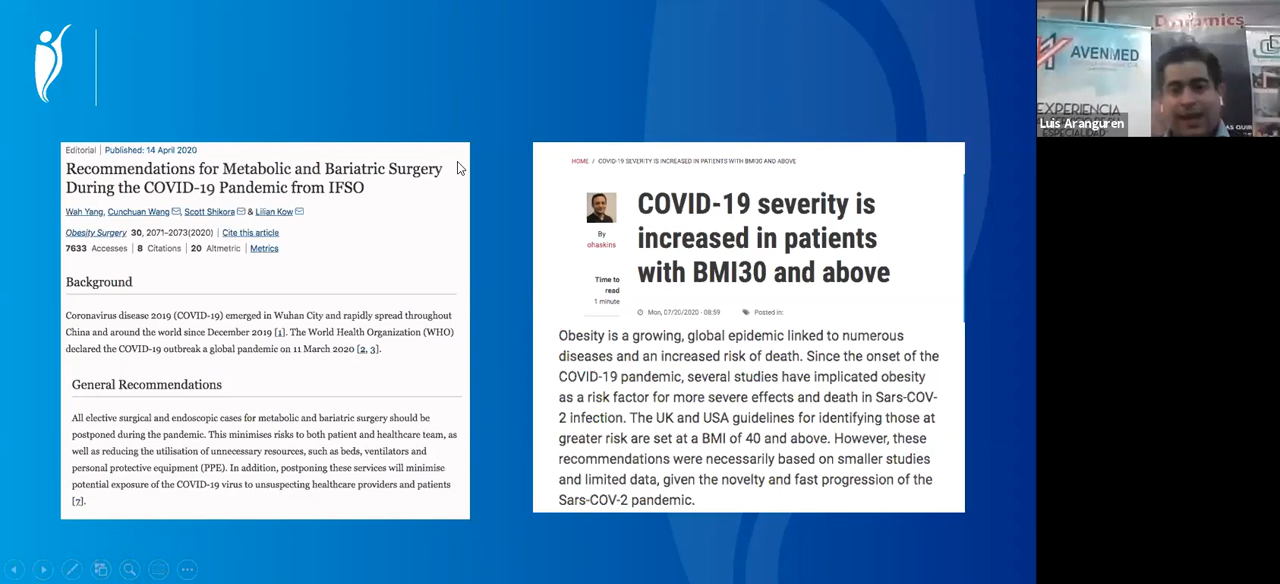 Editorial | Published: 14 April 2020
Recommendations for Metabolic and Bariatric Surgery
During the COVID-19 Pandemic from IFSO
Wah Yang, Cunchuan Wang, Scott Shikora & Lilian Kow
Obesity Surgery 30, 2071–2073(2020) | Cite this article
7633 Accesses | 8 Citations | 20 Altmetric | Metrics
Background
Coronavirus disease 2019 (COVID-19) emerged in Wuhan City and rapidly spread throughout
China and around the world since December 2019 [1]. The World Health Organization (WHO)
declared the COVID-19 outbreak a global pandemic on 11 March 2020 [2, 3].
General Recommendations
All elective surgical and endoscopic cases for metabolic and bariatric surgery should be
postponed during the pandemic. This minimises risks to both patient and healthcare team, as
well as reducing the utilisation of unnecessary resources, such as beds, ventilators and
personal protective equipment (PPE). In addition, postponing these services will minimise
potential exposure of the COVID-19 virus to unsuspecting healthcare providers and patients
[7].
HOME / COVID-19 SEVERITY IS INCREASED IN PATIENTS WITH BMI30 AND ABOVE
COVID-19 severity is
increased in patients
with BMI30 and above
By
ohaskins
Time to
read
1 minute
Mon, 07/20/2020 - 08:59
Posted in:
Obesity is a growing, global epidemic linked to numerous
diseases and an increased risk of death. Since the onset of the
COVID-19 pandemic, several studies have implicated obesity
as a risk factor for more severe effects and death in Sars-COV-
2 infection. The UK and USA guidelines for identifying those at
greater risk are set at a BMI of 40 and above. However, these
recommendations were necessarily based on smaller studies
and limited data, given the novelty and fast progression of the
Sars-COV-2 pandemic.
AVENMED
EXPERIENCIA
ESPECIALIDAD
Luis Aranguren